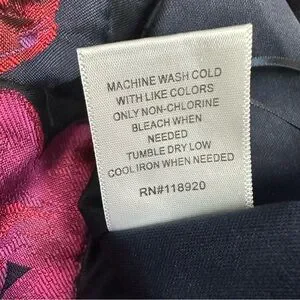 MACHINE WASH COLD
WITH LIKE COLORS
ONLY NON-CHLORINE
BLEACH WHEN
NEEDED
TUMBLE DRY LOW
COOL IRON WHEN NEEDED
RN#118920